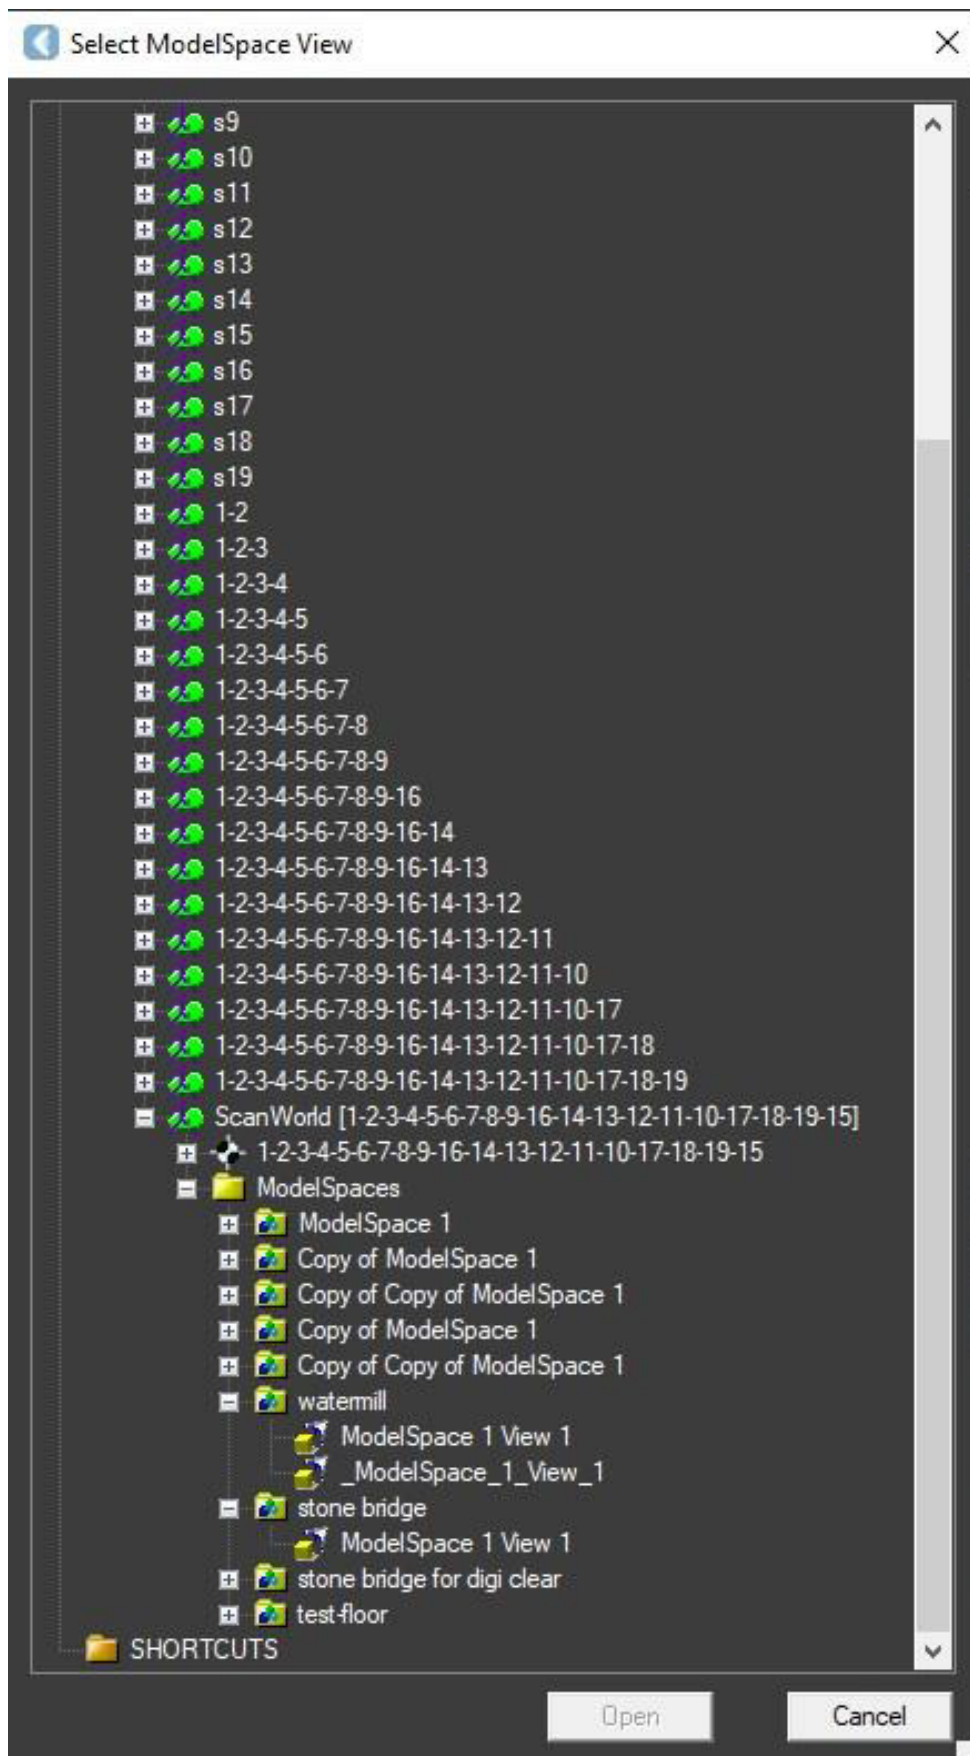 Select ModelSpace View
s9
s10
s11
s12
s13
s14
s15
s16
s17
s18
s19
1-2
1-2-3
1-2-3-4
1-2-3-4-5
1-2-3-4-5-6
1-2-3-4-5-6-7
1-2-3-4-5-6-7-8
1-2-3-4-5-6-7-8-9
1-2-3-4-5-6-7-8-9-16
1-2-3-4-5-6-7-8-9-16-14
1-2-3-4-5-6-7-8-9-16-14-13
1-2-3-4-5-6-7-8-9-16-14-13-12
1-2-3-4-5-6-7-8-9-16-14-13-12-11
1-2-3-4-5-6-7-8-9-16-14-13-12-11-10
1-2-3-4-5-6-7-8-9-16-14-13-12-11-10-17
1-2-3-4-5-6-7-8-9-16-14-13-12-11-10-17-18
1-2-3-4-5-6-7-8-9-16-14-13-12-11-10-17-18-19
ScanWorld [1-2-3-4-5-6-7-8-9-16-14-13-12-11-10-17-18-19-15]
1-2-3-4-5-6-7-8-9-16-14-13-12-11-10-17-18-19-15
ModelSpaces
ModelSpace 1
Copy of ModelSpace 1
Copy of Copy of ModelSpace 1
Copy of ModelSpace 1
Copy of Copy of ModelSpace 1
watermill
ModelSpace 1 View 1
_ModelSpace_1_View_1
stone bridge
ModelSpace 1 View 1
stone bridge for digi clear
test-floor
SHORTCUTS
Open Cancel